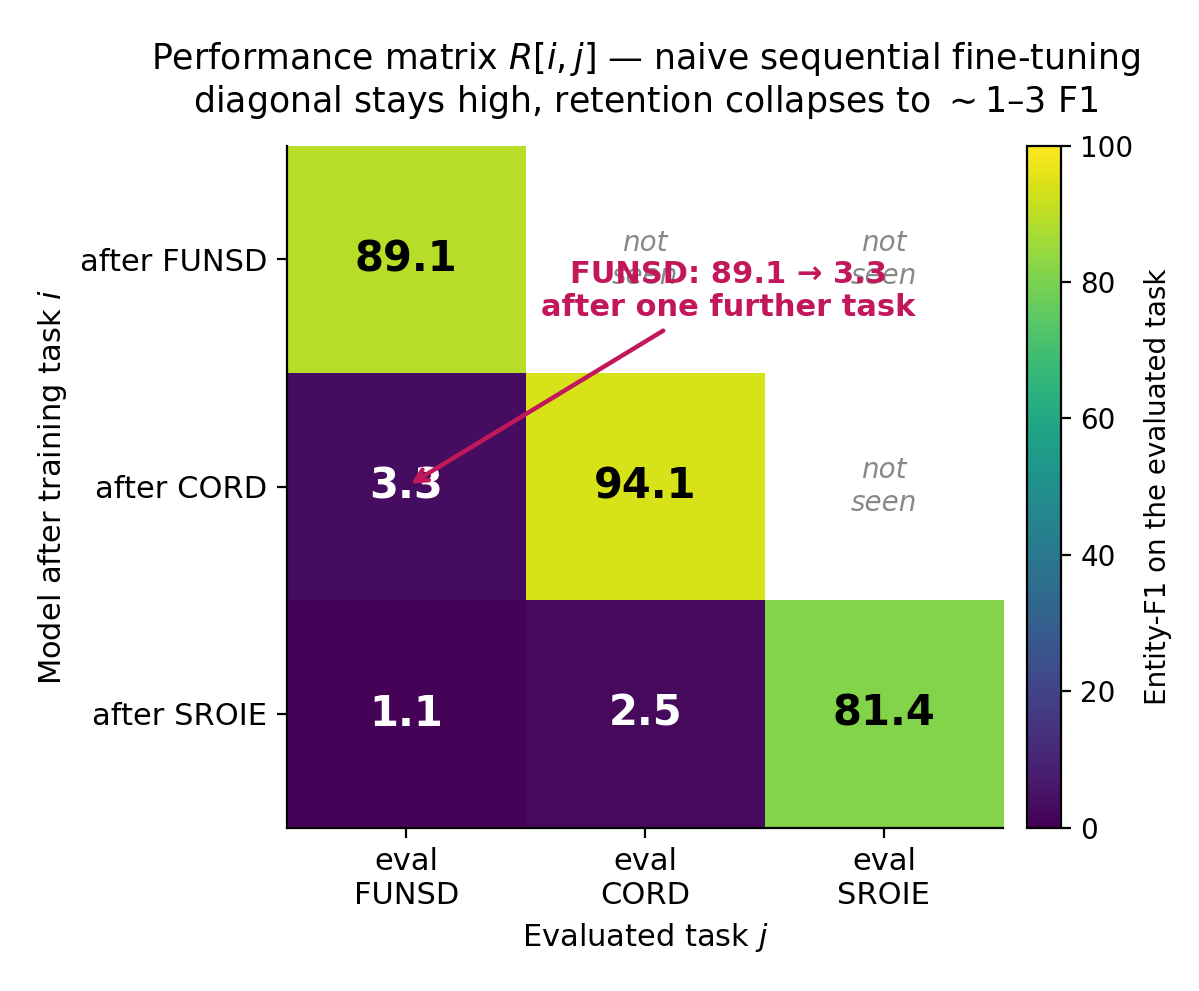 Performance matrix R[i, j] — naive sequential fine-tuning
diagonal stays high, retention collapses to ~1–3 F1
Model after training task i
after FUNSD
89.1
not
seen
not
seen
FUNSD: 89.1 → 3.3
after one further task
after CORD
3.3
94.1
not
seen
after SROIE
1.1
2.5
81.4
eval
FUNSD
eval
CORD
eval
SROIE
Evaluated task j
100
80
60
40
20
0
Entity-F1 on the evaluated task